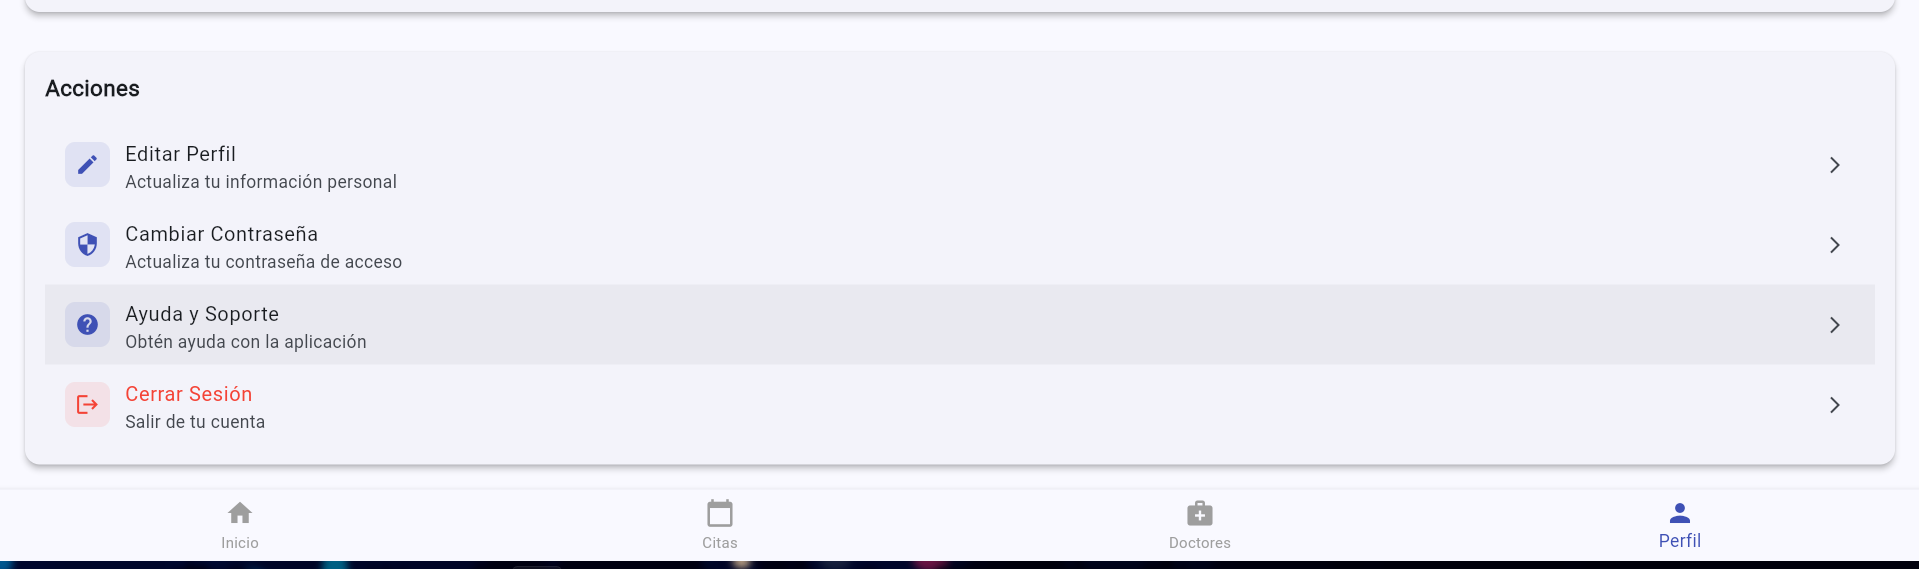 Acciones
Editar Perfil
Actualiza tu información personal
Cambiar Contraseña
Actualiza tu contraseña de acceso
Ayuda y Soporte
Obtén ayuda con la aplicación
Cerrar Sesión
Salir de tu cuenta
Inicio
Citas
Doctores
Perfil